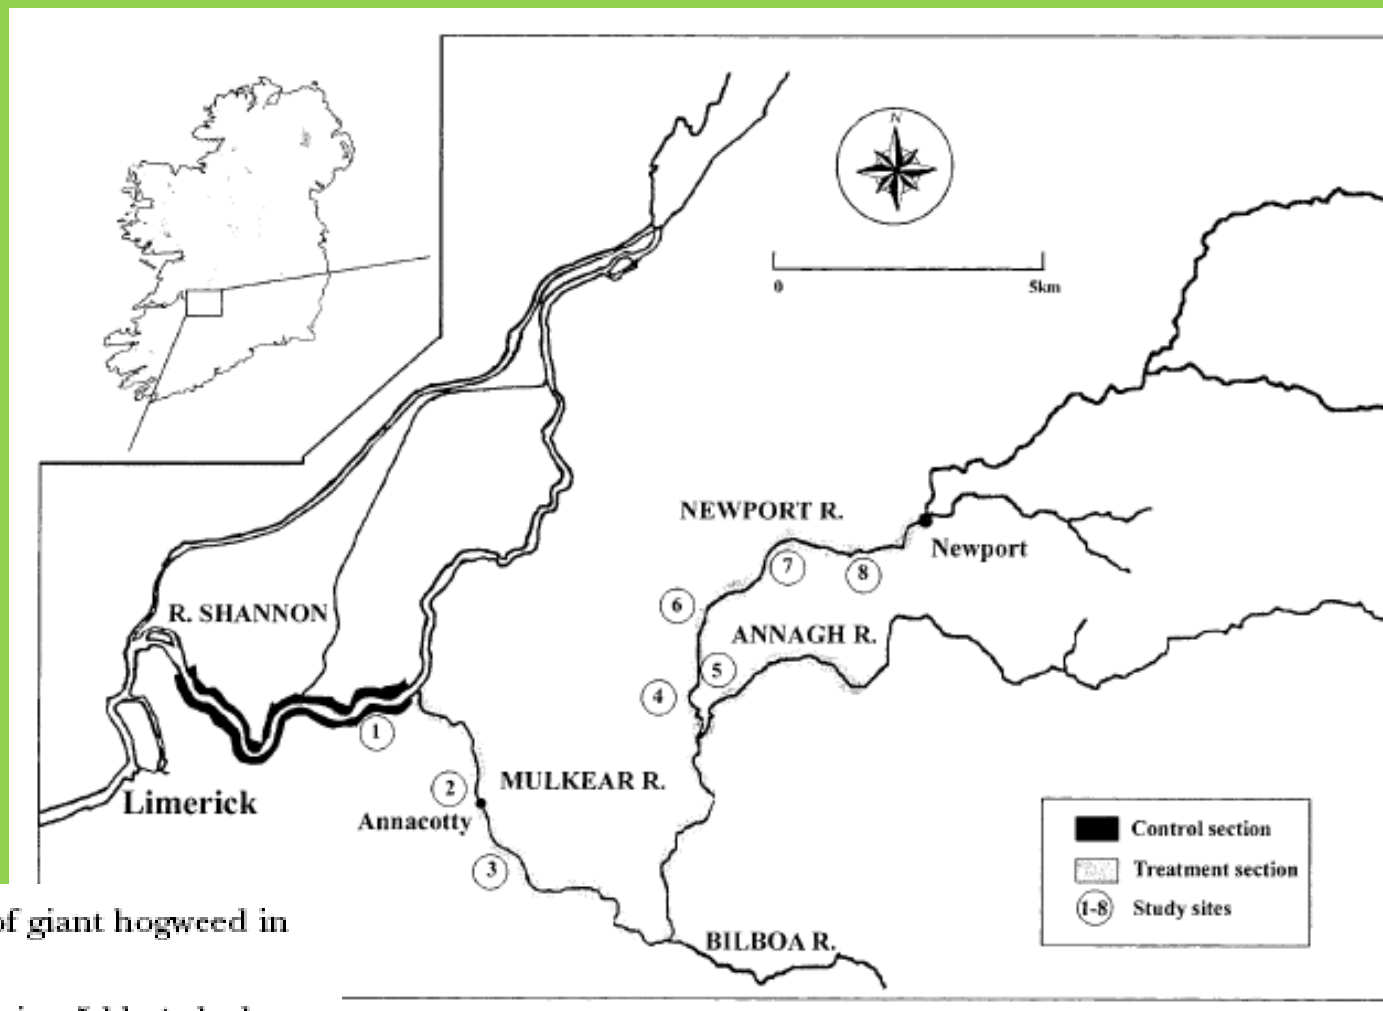 N
0 5km
NEWPORT R.
Newport
7
8
6
R. SHANNON
ANNAGH R.
5
4
1
MULKEAR R.
2
Limerick
Annacotty
3
Control section
Treatment section
1-8 Study sites
of giant hogweed in
BILBOA R.